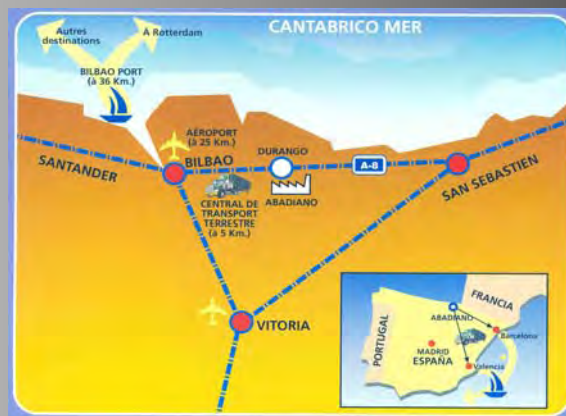 CANTABRICO MER
Autres
destinations
À Rotterdam
BILBAO PORT
(à 36 Km.)
AÉROPORT
(à 25 Km.)
SANTANDER
BILBAO
DURANGO
A-8
SAN SEBASTIEN
CENTRAL DE
TRANSPORT
TERRESTRE
(à 5 Km.)
ABADIANO
VITORIA
FRANCIA
ABADIANO
Barcelona
PORTUGAL
MADRID
ESPAÑA
Valencia